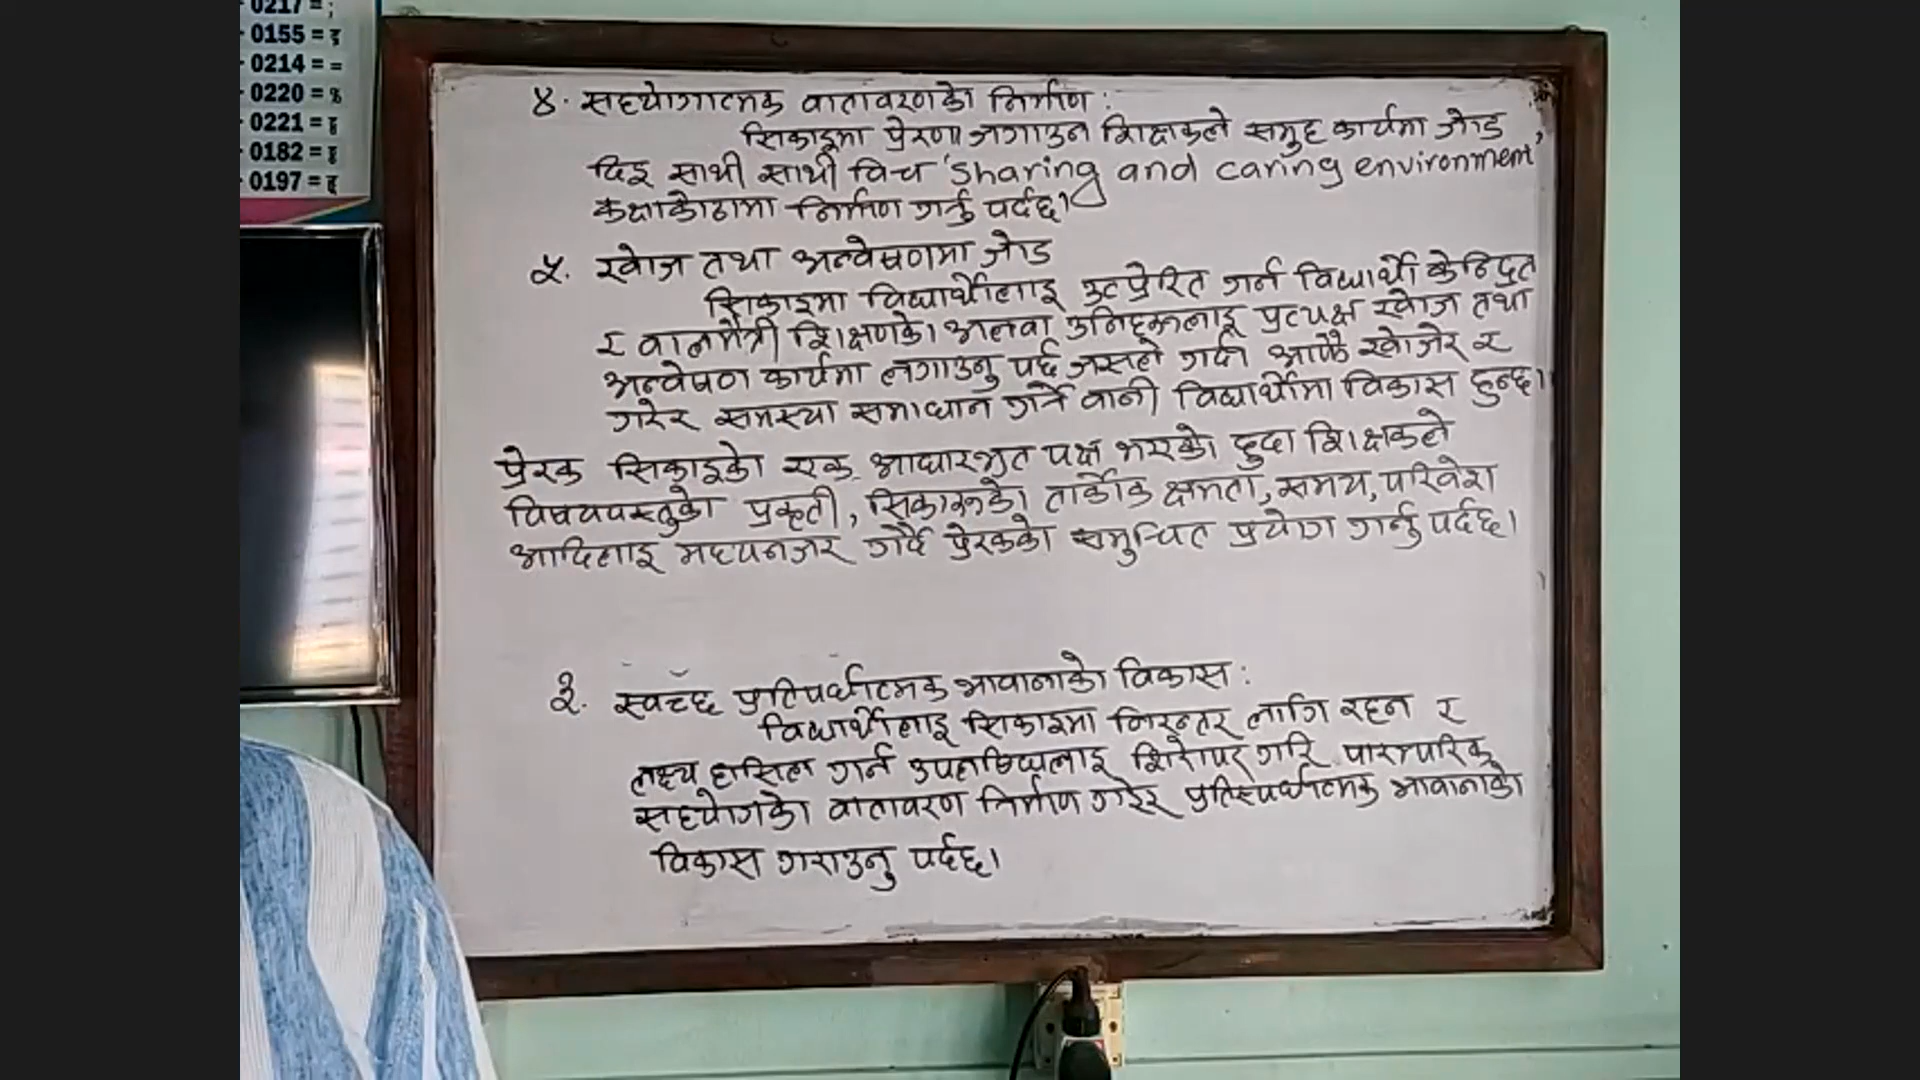 0217 = ;
0155 = ह
0214 = =
0220 = %
0221 =
0182 =
0197 =
४. सहयोगात्मक वातावरणको निर्माण :
सिकाइमा प्रेरणा जगाउन शिक्षकले समुह कार्यमा जोड
दिइ साथी साथी विच 'Sharing and caring environment'
कक्षाकोठामा निर्माण गर्नु पर्दछ।
५. खोज तथा अन्वेषणमा जोड
सिकाइमा विद्यार्थीलाइ उत्प्रेरित गर्न विद्यार्थी केन्द्रित
र वालमैत्री शिक्षणको अलवा उनिहरूलाइ प्रत्यक्ष खोज तथा
अन्वेषण कार्यमा लगाउनु पर्छ जसले गर्दा आफै खोजेर र
गरेर समस्या समाधान गर्ने वानी विद्यार्थीमा विकास हुन्छ।
प्रेरक सिकाइको एक आधारभुत पक्ष भएको हुदा शिक्षकले
विषयवस्तुको प्रकृती, सिकारूको तार्कीक क्षमता, समय, परिवेश
आदिलाइ मध्यनजर गर्दै प्रेरकको समुचित प्रयोग गर्नु पर्दछ।
३. स्वच्छ प्रतिपर्धात्मक भावानाको विकास :
विद्यार्थीलाइ सिकाइमा निरन्तर लागि रहन र
लक्ष्य हासिल गर्न उपलब्धिलाइ शिरोपर गरि पारम्परिक
सहयोगको वातावरण निर्माण गरेर प्रतिस्पर्धात्मक भावानाको
विकास गराउनु पर्दछ।